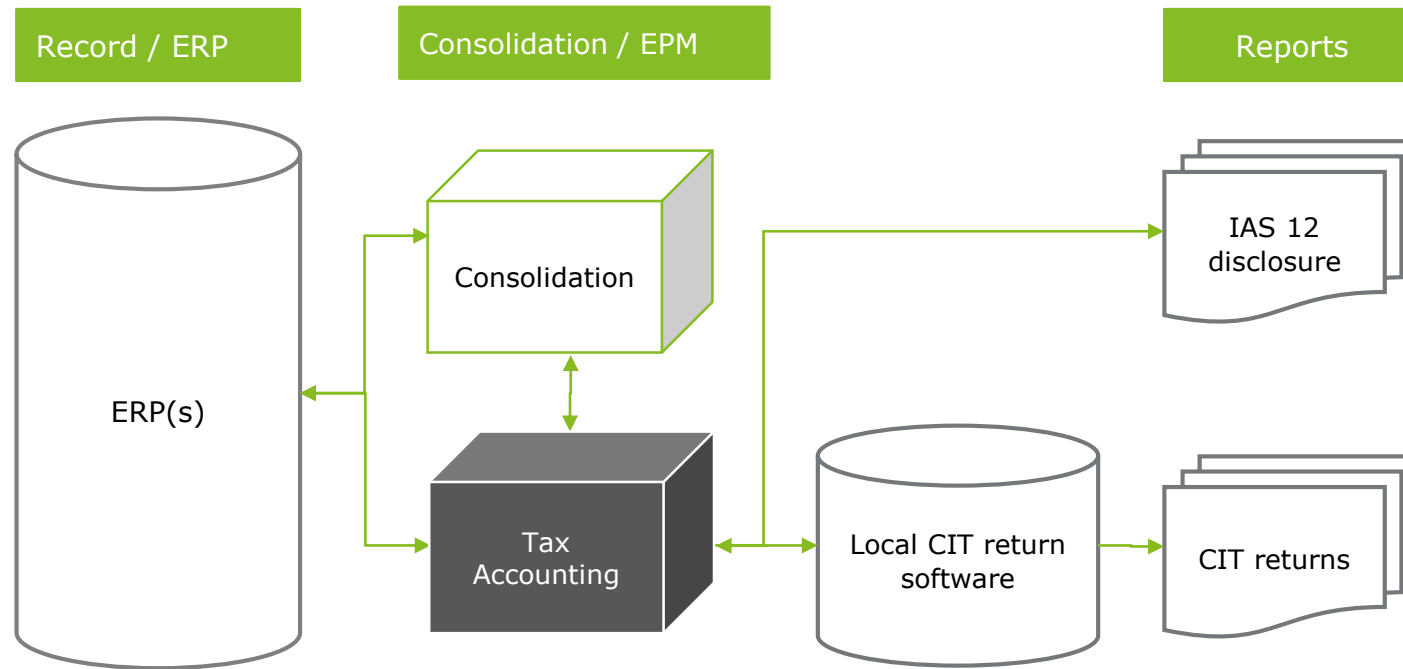 Record / ERP
Consolidation / EPM
Reports
ERP(s)
Consolidation
Tax
Accounting
Local CIT return
software
IAS 12
disclosure
CIT returns